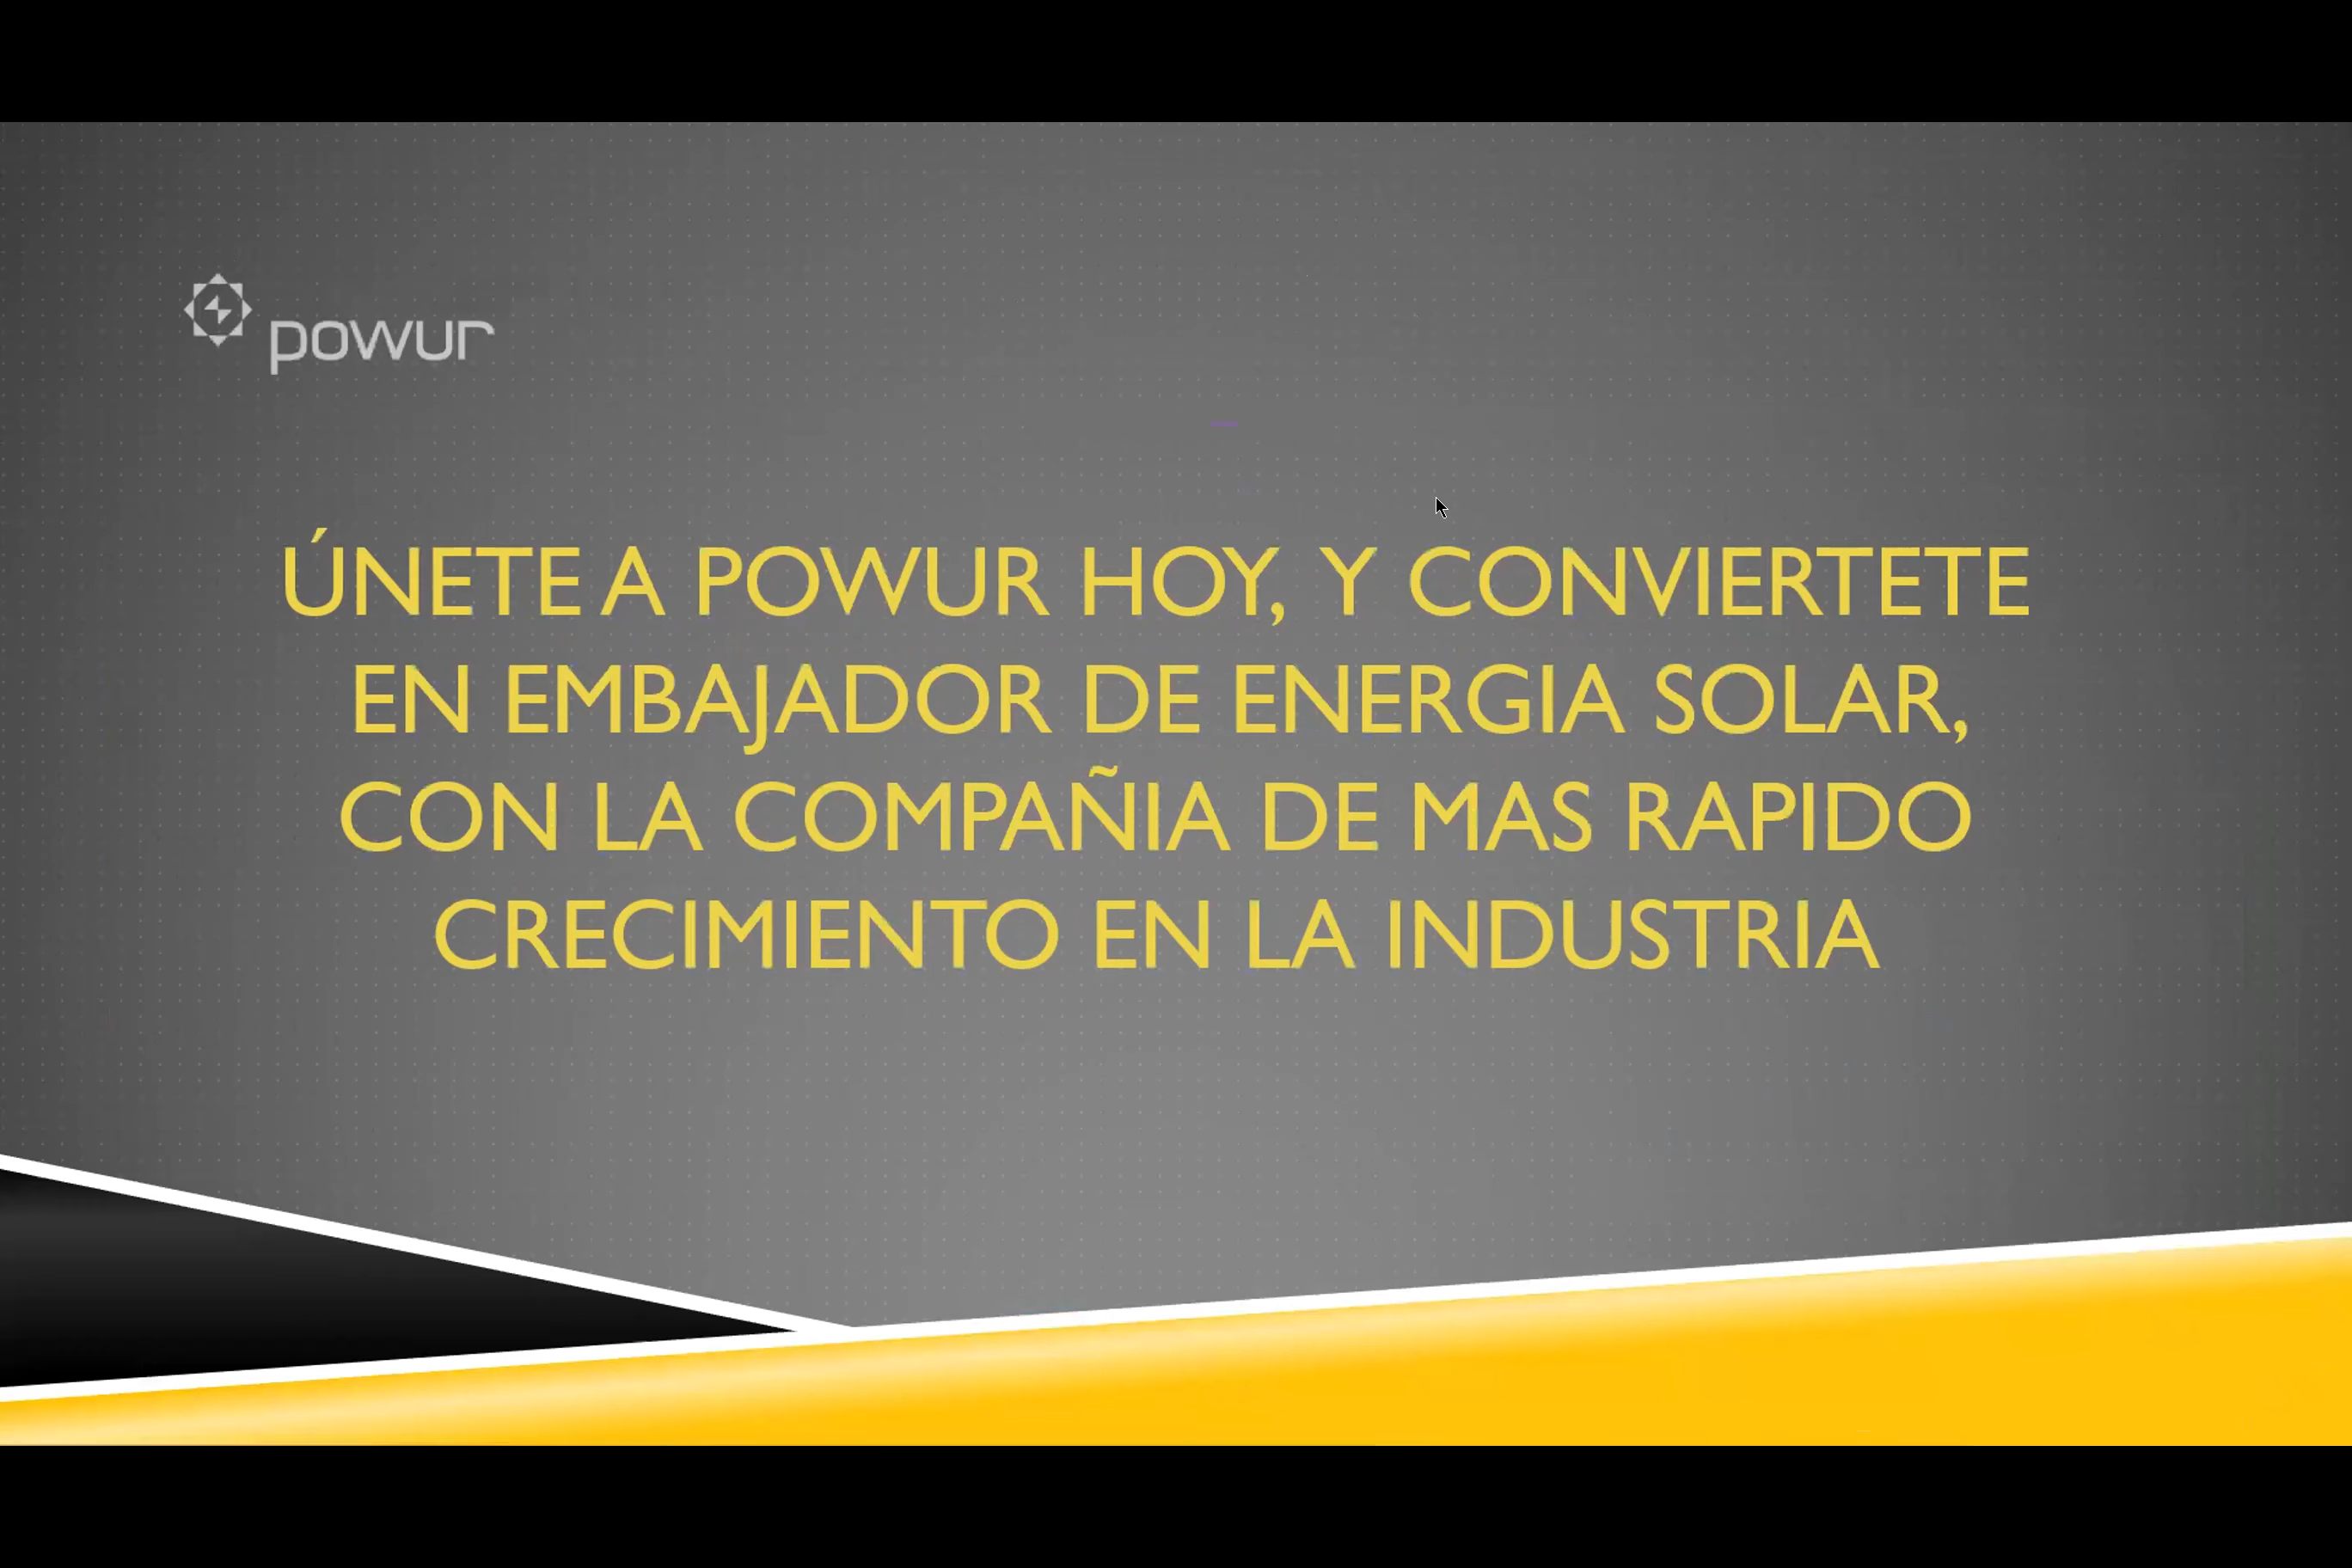 powur
ÚNETE A POWUR HOY, Y CONVIERTETE
EN EMBAJADOR DE ENERGIA SOLAR,
CON LA COMPAÑIA DE MAS RAPIDO
CRECIMIENTO EN LA INDUSTRIA